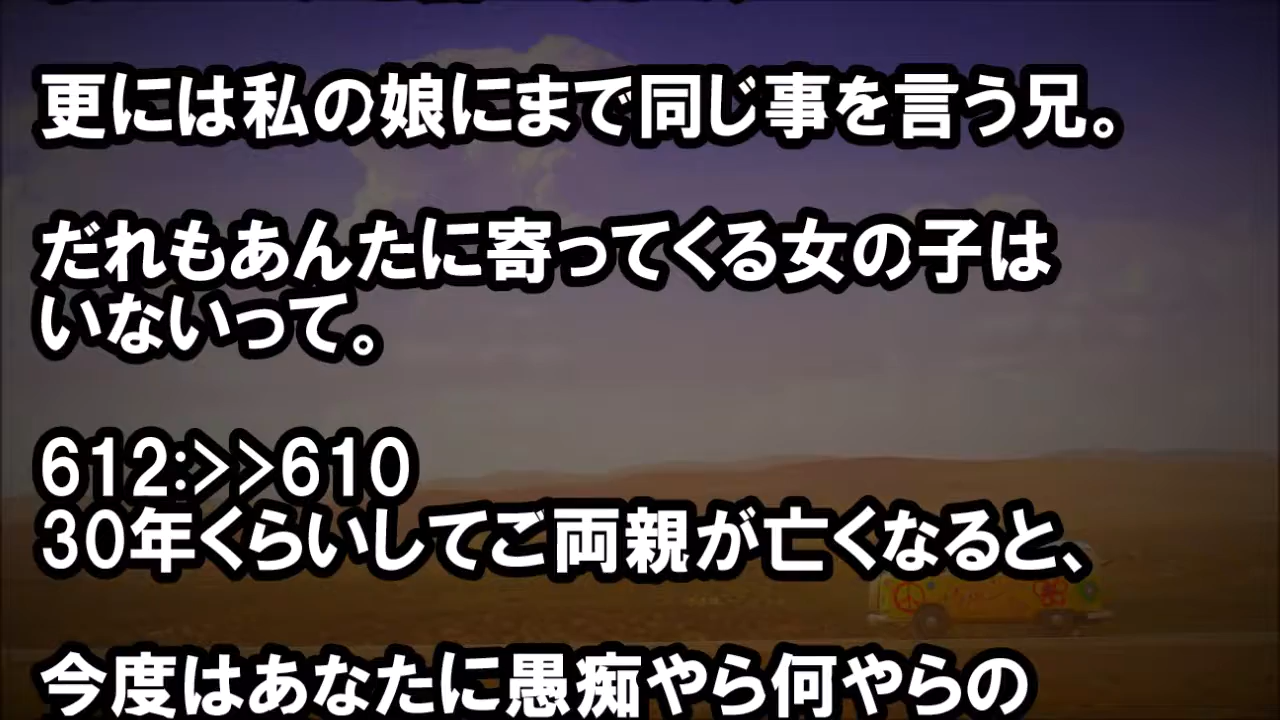 更には私の娘にまで同じ事を言う兄。
だれもあんたに寄ってくる女の子は
いないって。
612:>>610
30年くらいしてご両親が亡くなると、
今度はあなたに愚痴やら何やらの